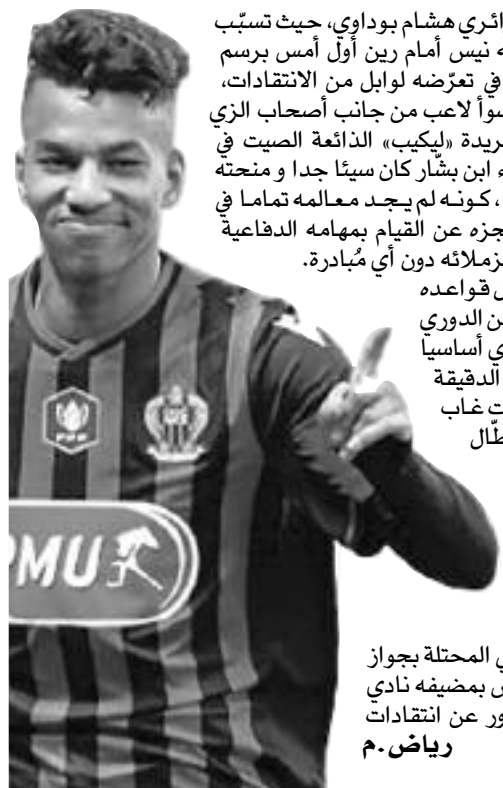 ائري هشام بوداوي، حيث تسبّب
ه نيس أمام رين أول أمس برسم
في تعرّضه لوابل من الانتقادات،
سوأ لاعب من جانب أصحاب الزي
ريدة «ليكيب» الذائعة الصيت في
ء ابن بشّار كان سيئا جدا و منحته
، كونه لم يجد معالمه تماما في
جزه عن القيام بمهامه الدفاعية
زملائه دون أي مُبادرة.
ل قواعده
ن الدوري
ي أساسيا
الدقيقة
ت غاب
طّال
ي المحتلة بجواز
س بمضيفه نادي
ور عن انتقادات
رياض.م
PMU